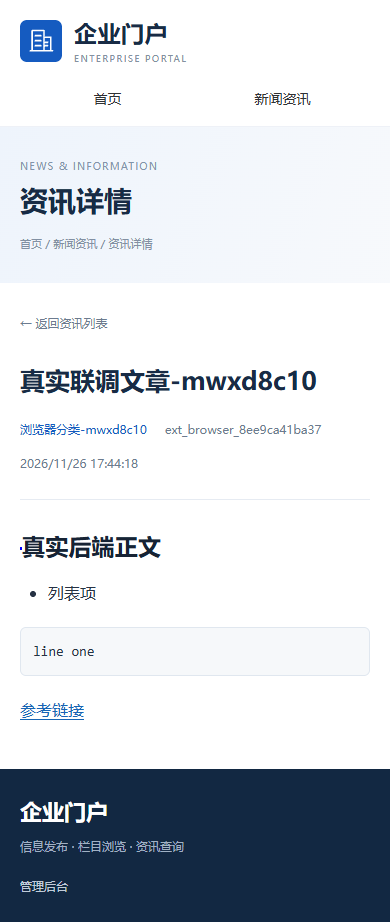 企业门户
ENTERPRISE PORTAL
首页 新闻资讯
NEWS & INFORMATION
资讯详情
首页 / 新闻资讯 / 资讯详情
← 返回资讯列表
真实联调文章-mwxd8c10
浏览器分类-mwxd8c10 ext_browser_8ee9ca41ba37
2026/11/26 17:44:18
真实后端正文
• 列表项
line one
参考链接
企业门户
信息发布 · 栏目浏览 · 资讯查询
管理后台